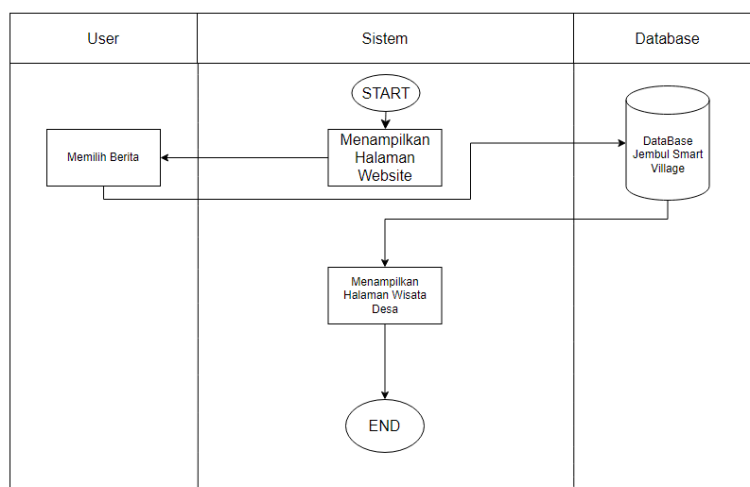 User
Sistem
Database
START
Menampilkan
Halaman
Website
Memilih Berita
DataBase
Jembul Smart
Village
Menampilkan
Halaman Wisata
Desa
END